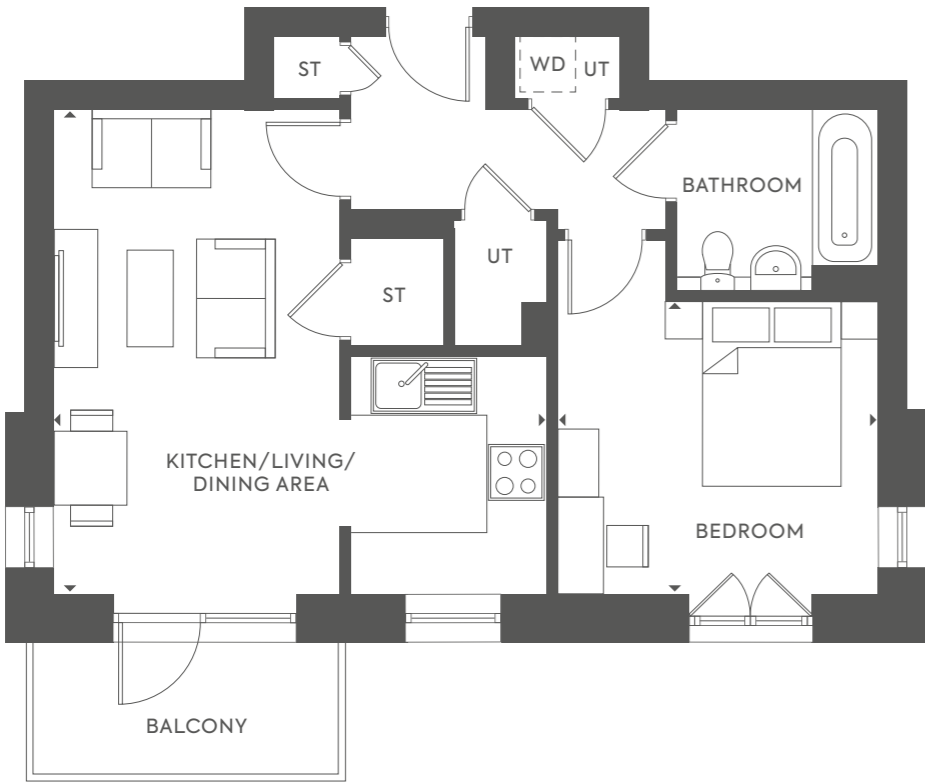 ST
WD
UT
BATHROOM
UT
ST
KITCHEN/LIVING/
DINING AREA
BEDROOM
BALCONY